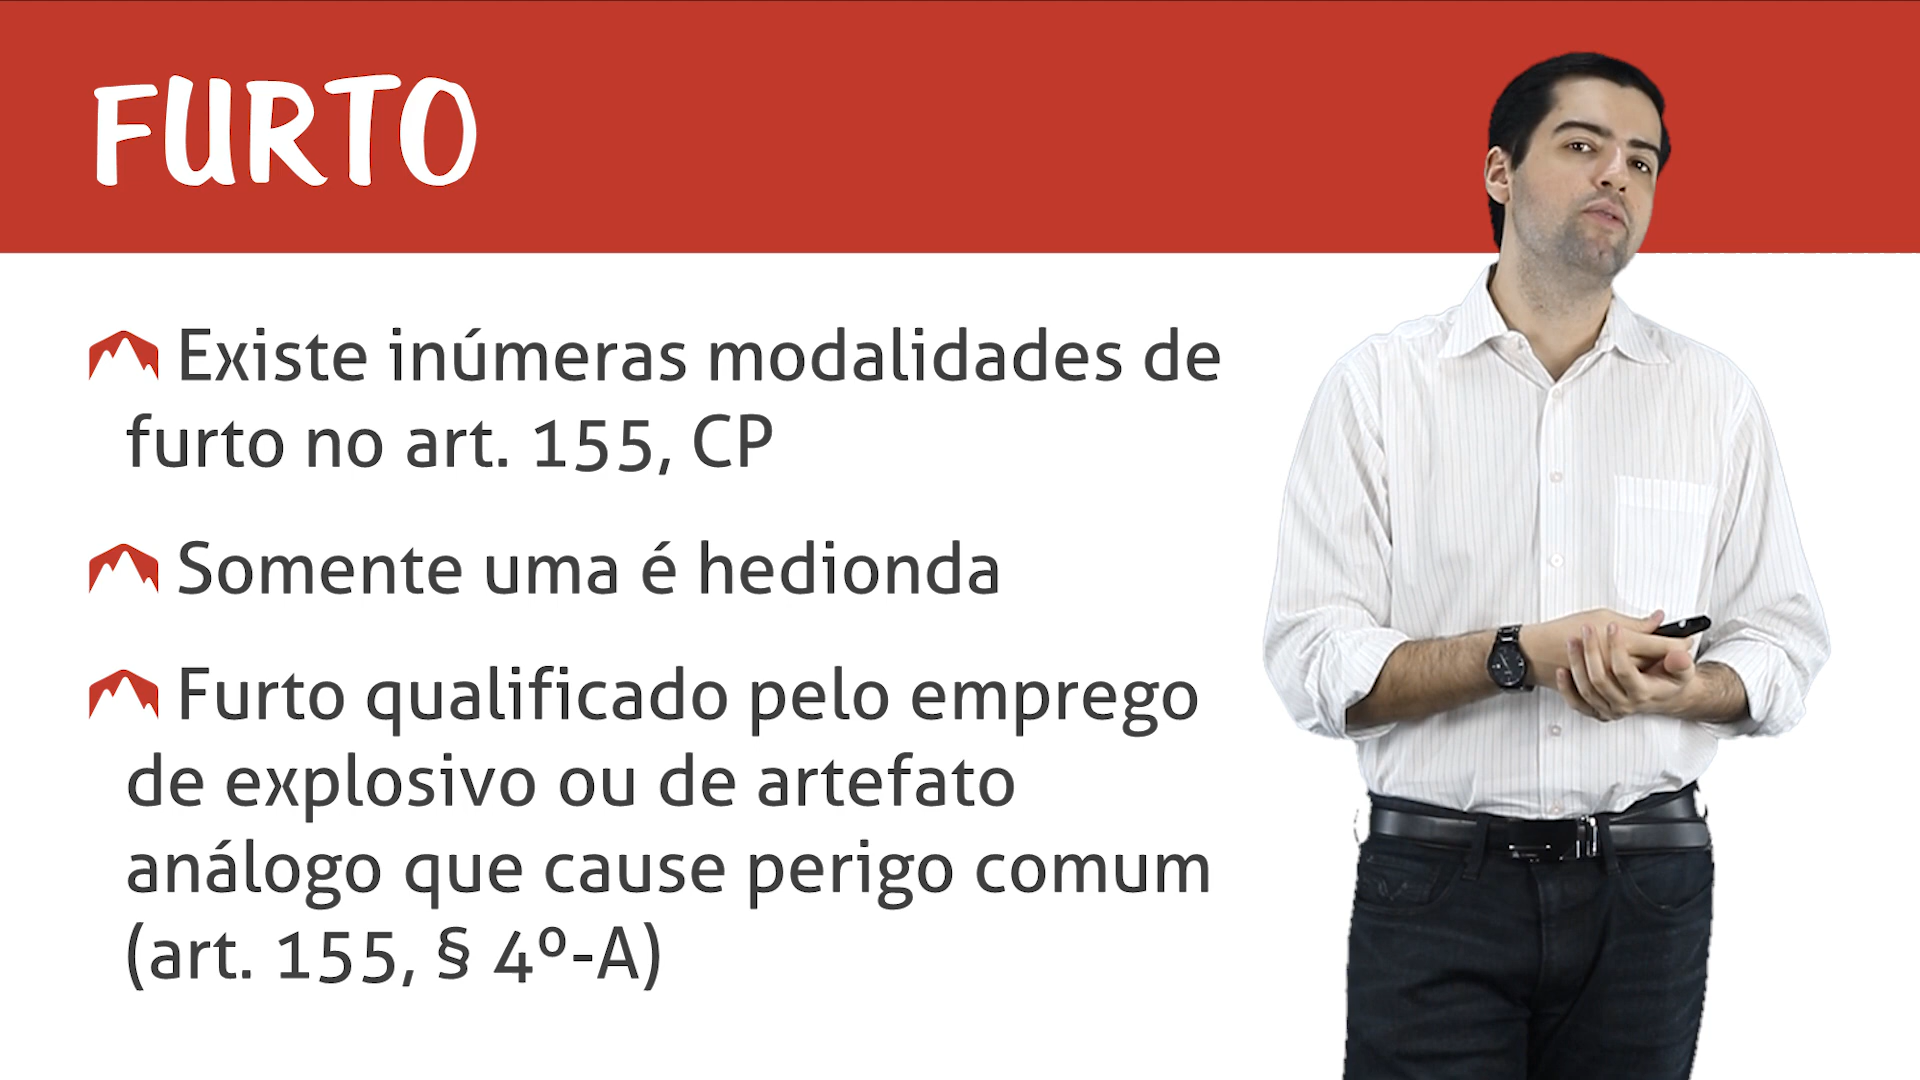 FURTO
Existe inúmeras modalidades de
furto no art. 155, CP
Somente uma é hedionda
Furto qualificado pelo emprego
de explosivo ou de artefato
análogo que cause perigo comum
(art. 155, § 4º-A)